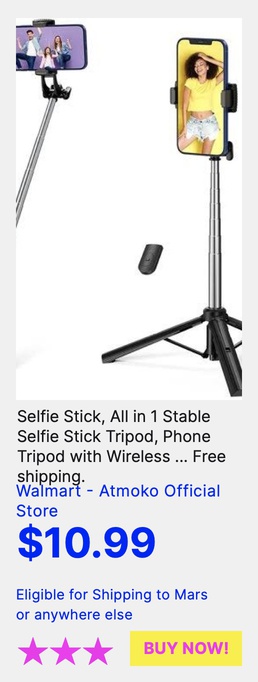 Selfie Stick, All in 1 Stable
Selfie Stick Tripod, Phone
Tripod with Wireless ... Free
shipping.
Walmart - Atmoko Official
Store
$10.99
Eligible for Shipping to Mars
or anywhere else
BUY NOW!